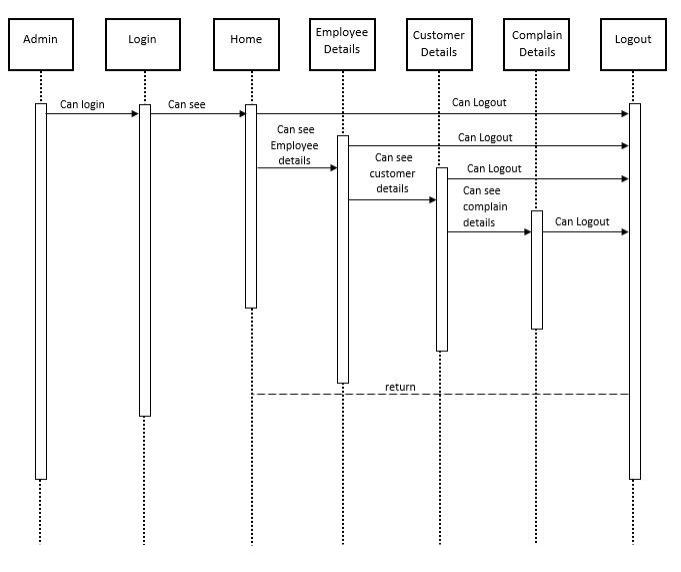 Admin
Login
Home
Employee
Details
Customer
Details
Complain
Details
Logout
Can login
Can see
Can Logout
Can see
Employee
details
Can Logout
Can see
customer
details
Can Logout
Can see
complain
details
Can Logout
return